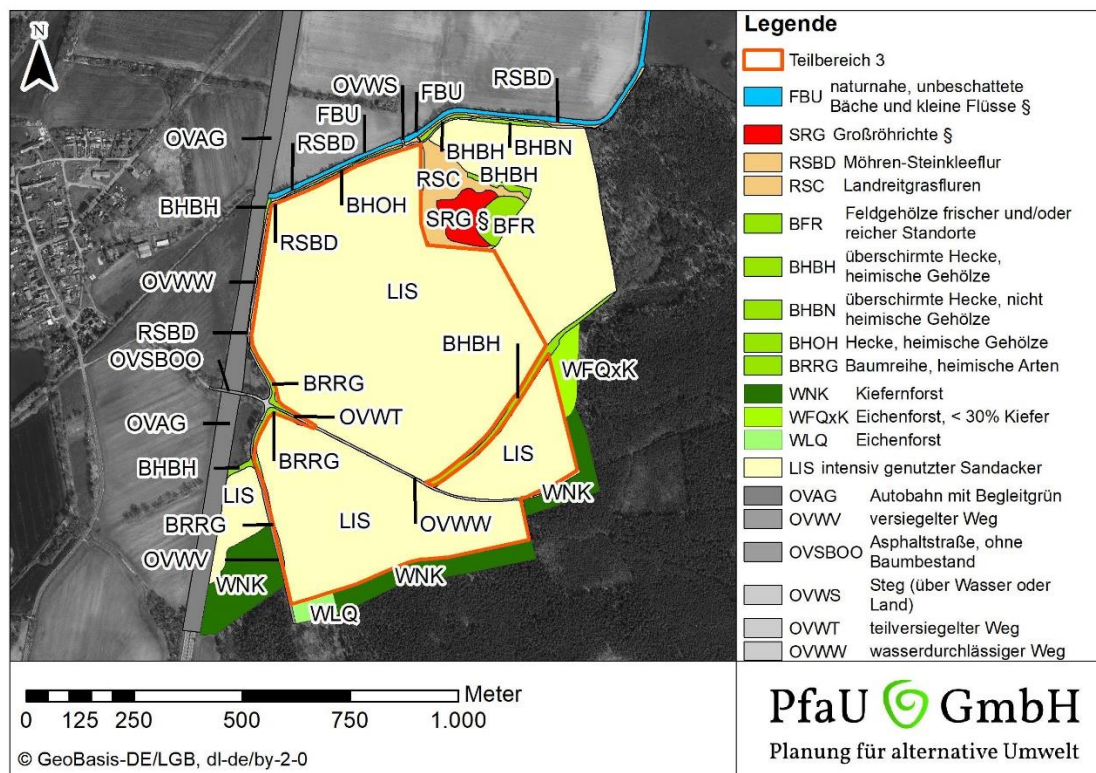 N
OVWS
FBU
RSBD
FBU
RSBD
OVAG
BHBH
BHBN
RSC
BHBH
BHBH
BHOH
SRG §
BFR
RSBD
OVWW
LIS
RSBD
BHBH
OVSBOO
WFQxK
BRRG
OVWT
OVAG
BRRG
LIS
BHBH
LIS
WNK
LIS
BRRG
OVWW
OVWV
WNK
WNK
WLQ
Legende
Teilbereich 3
FBU naturnahe, unbeschattete
Bäche und kleine Flüsse §
SRG Großröhrichte §
RSBD Möhren-Steinkleeflur
RSC Landreitgrasfluren
BFR Feldgehölze frischer und/oder
reicher Standorte
BHBH überschirmte Hecke,
heimische Gehölze
BHBN überschirmte Hecke, nicht
heimische Gehölze
BHOH Hecke, heimische Gehölze
BRRG Baumreihe, heimische Arten
WNK Kiefernforst
WFQxK Eichenforst, < 30% Kiefer
WLQ Eichenforst
LIS intensiv genutzter Sandacker
OVAG Autobahn mit Begleitgrün
OVWV versiegelter Weg
OVSBOO Asphaltstraße, ohne
Baumbestand
OVWS Steg (über Wasser oder
Land)
OVWT teilversiegelter Weg
OVWW wasserdurchlässiger Weg
Meter
0 125 250 500 750 1.000
© GeoBasis-DE/LGB, dl-de/by-2-0
PfaU GmbH
Planung für alternative Umwelt